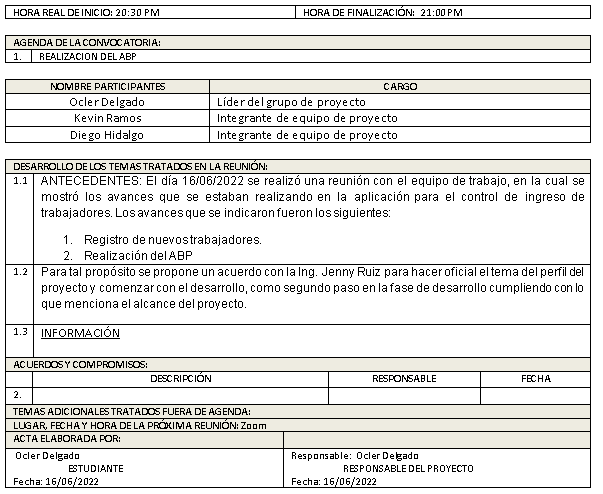 HORA REAL DE INICIO: 20:30 PM HORA DE FINALIZACIÓN: 21:00 PM
AGENDA DE LA CONVOCATORIA:
1. REALIZACION DEL ABP
NOMBRE PARTICIPANTES CARGO
Ocler Delgado Líder del grupo de proyecto
Kevin Ramos Integrante de equipo de proyecto
Diego Hidalgo Integrante de equipo de proyecto
DESARROLLO DE LOS TEMAS TRATADOS EN LA REUNIÓN:
1.1 ANTECEDENTES: El día 16/06/2022 se realizó una reunión con el equipo de trabajo, en la cual se
mostró los avances que se estaban realizando en la aplicación para el control de ingreso de
trabajadores. Los avances que se indicaron fueron los siguientes:
1. Registro de nuevos trabajadores.
2. Realización del ABP
1.2 Para tal propósito se propone un acuerdo con la Ing. Jenny Ruiz para hacer oficial el tema del perfil del
proyecto y comenzar con el desarrollo, como segundo paso en la fase de desarrollo cumpliendo con lo
que menciona el alcance del proyecto.
1.3 INFORMACIÓN
ACUERDOS Y COMPROMISOS:
DESCRIPCIÓN RESPONSABLE FECHA
2.
TEMAS ADICIONALES TRATADOS FUERA DE AGENDA:
LUGAR, FECHA Y HORA DE LA PRÓXIMA REUNIÓN: Zoom
ACTA ELABORADA POR:
Ocler Delgado Responsable: Ocler Delgado
ESTUDIANTE RESPONSABLE DEL PROYECTO
Fecha: 16/06/2022 Fecha: 16/06/2022